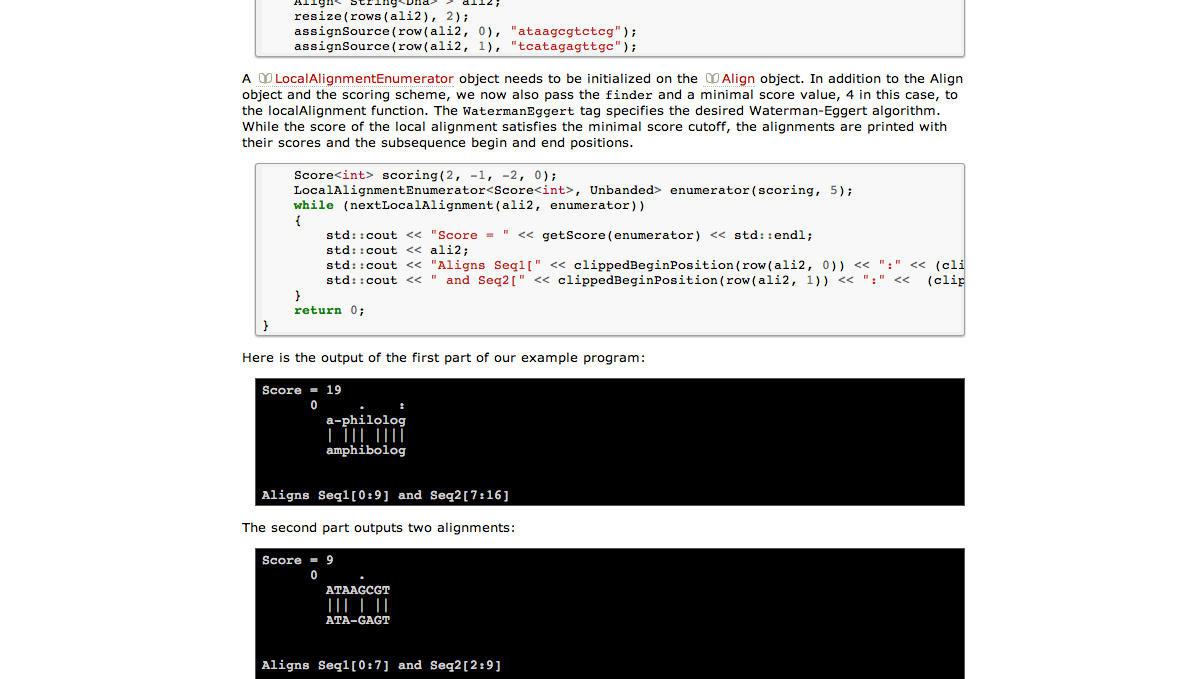 Align< String<Dna> > ali2;
resize(rows(ali2), 2);
assignSource(row(ali2, 0), "ataagcgtctcg");
assignSource(row(ali2, 1), "tcatagagttgc");
A LocalAlignmentEnumerator object needs to be initialized on the Align object. In addition to the Align
object and the scoring scheme, we now also pass the finder and a minimal score value, 4 in this case, to
the localAlignment function. The WatermanEggert tag specifies the desired Waterman-Eggert algorithm.
While the score of the local alignment satisfies the minimal score cutoff, the alignments are printed with
their scores and the subsequence begin and end positions.
Score<int> scoring(2, -1, -2, 0);
LocalAlignmentEnumerator<Score<int>, Unbanded> enumerator(scoring, 5);
while (nextLocalAlignment(ali2, enumerator))
{
std::cout << "Score = " << getScore(enumerator) << std::endl;
std::cout << ali2;
std::cout << "Aligns Seq1[" << clippedBeginPosition(row(ali2, 0)) << ":" << (cli
std::cout << " and Seq2[" << clippedBeginPosition(row(ali2, 1)) << ":" << (clip
}
return 0;
}
Here is the output of the first part of our example program:
Score = 19
0 . :
a-philolog
| ||| ||||
amphibolog
Aligns Seq1[0:9] and Seq2[7:16]
The second part outputs two alignments:
Score = 9
0 .
ATAAGCGT
||| | ||
ATA-GAGT
Aligns Seq1[0:7] and Seq2[2:9]